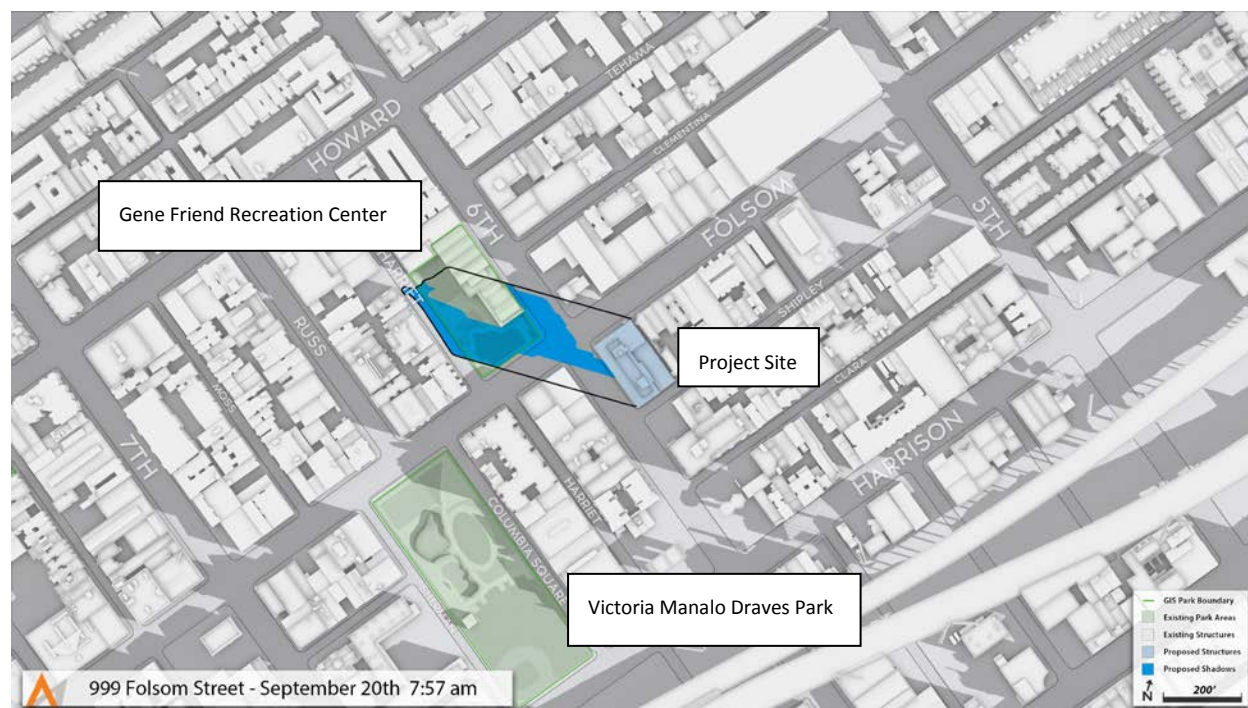 TEHAMA
HOWARD
CLEMENTINA
Gene Friend Recreation Center
6TH
FOLSOM
5TH
HARRIET
SHIPLEY
RUSS
Project Site
CLARA
MOSS
7TH
HARRISON
HARRIET
COLUMBIA SQUARE
Victoria Manalo Draves Park
GIS Park Boundary
Existing Park Areas
Existing Structures
Proposed Structures
Proposed Shadows
N 200'
999 Folsom Street - September 20th 7:57 am